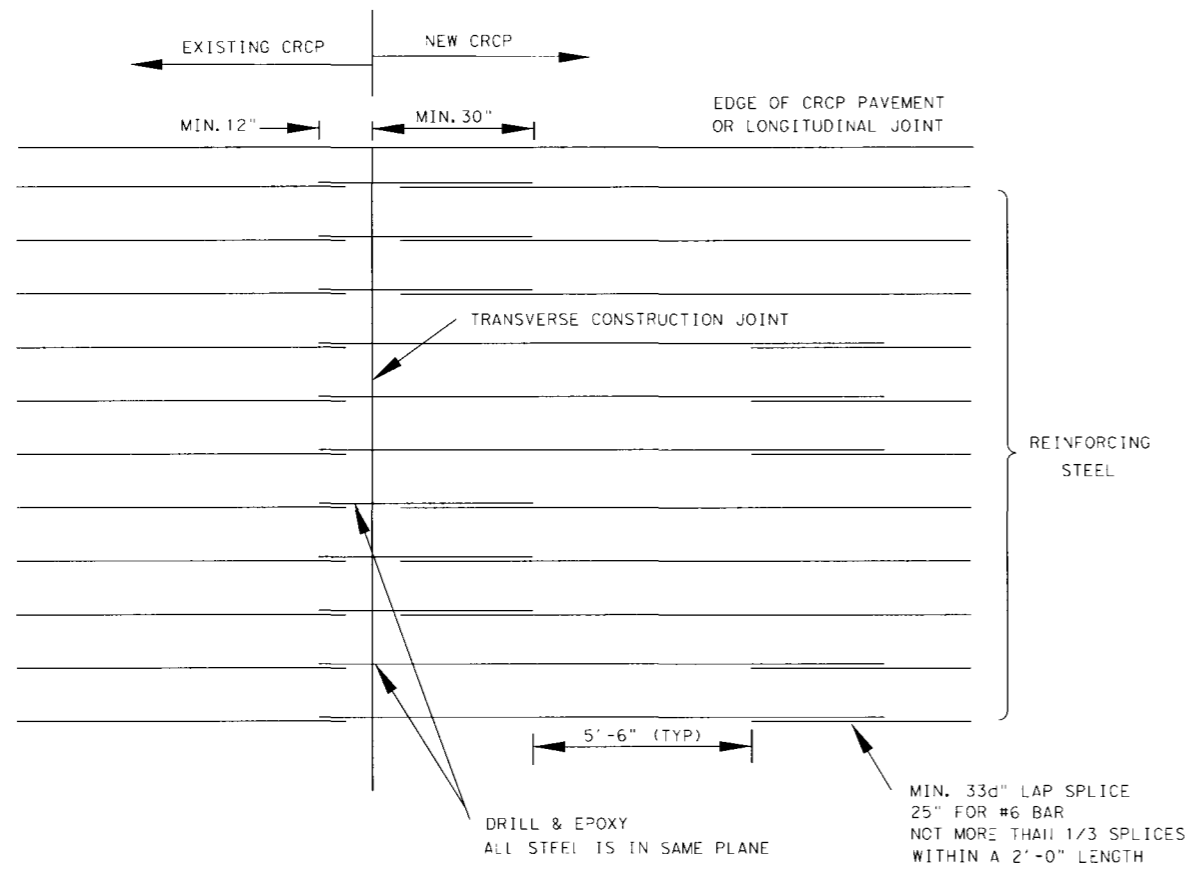 EXISTING CRCP
NEW CRCP
EDGE OF CRCP PAVEMENT
OR LONGITUDINAL JOINT
MIN. 12"
MIN. 30"
TRANSVERSE CONSTRUCTION JOINT
REINFORCING
STEEL
5'-6" (TYP)
MIN. 33d" LAP SPLICE
25" FOR #6 BAR
NOT MORE THAN 1/3 SPLICES
WITHIN A 2'-0" LENGTH
DRILL & EPOXY
ALL STEEL IS IN SAME PLANE